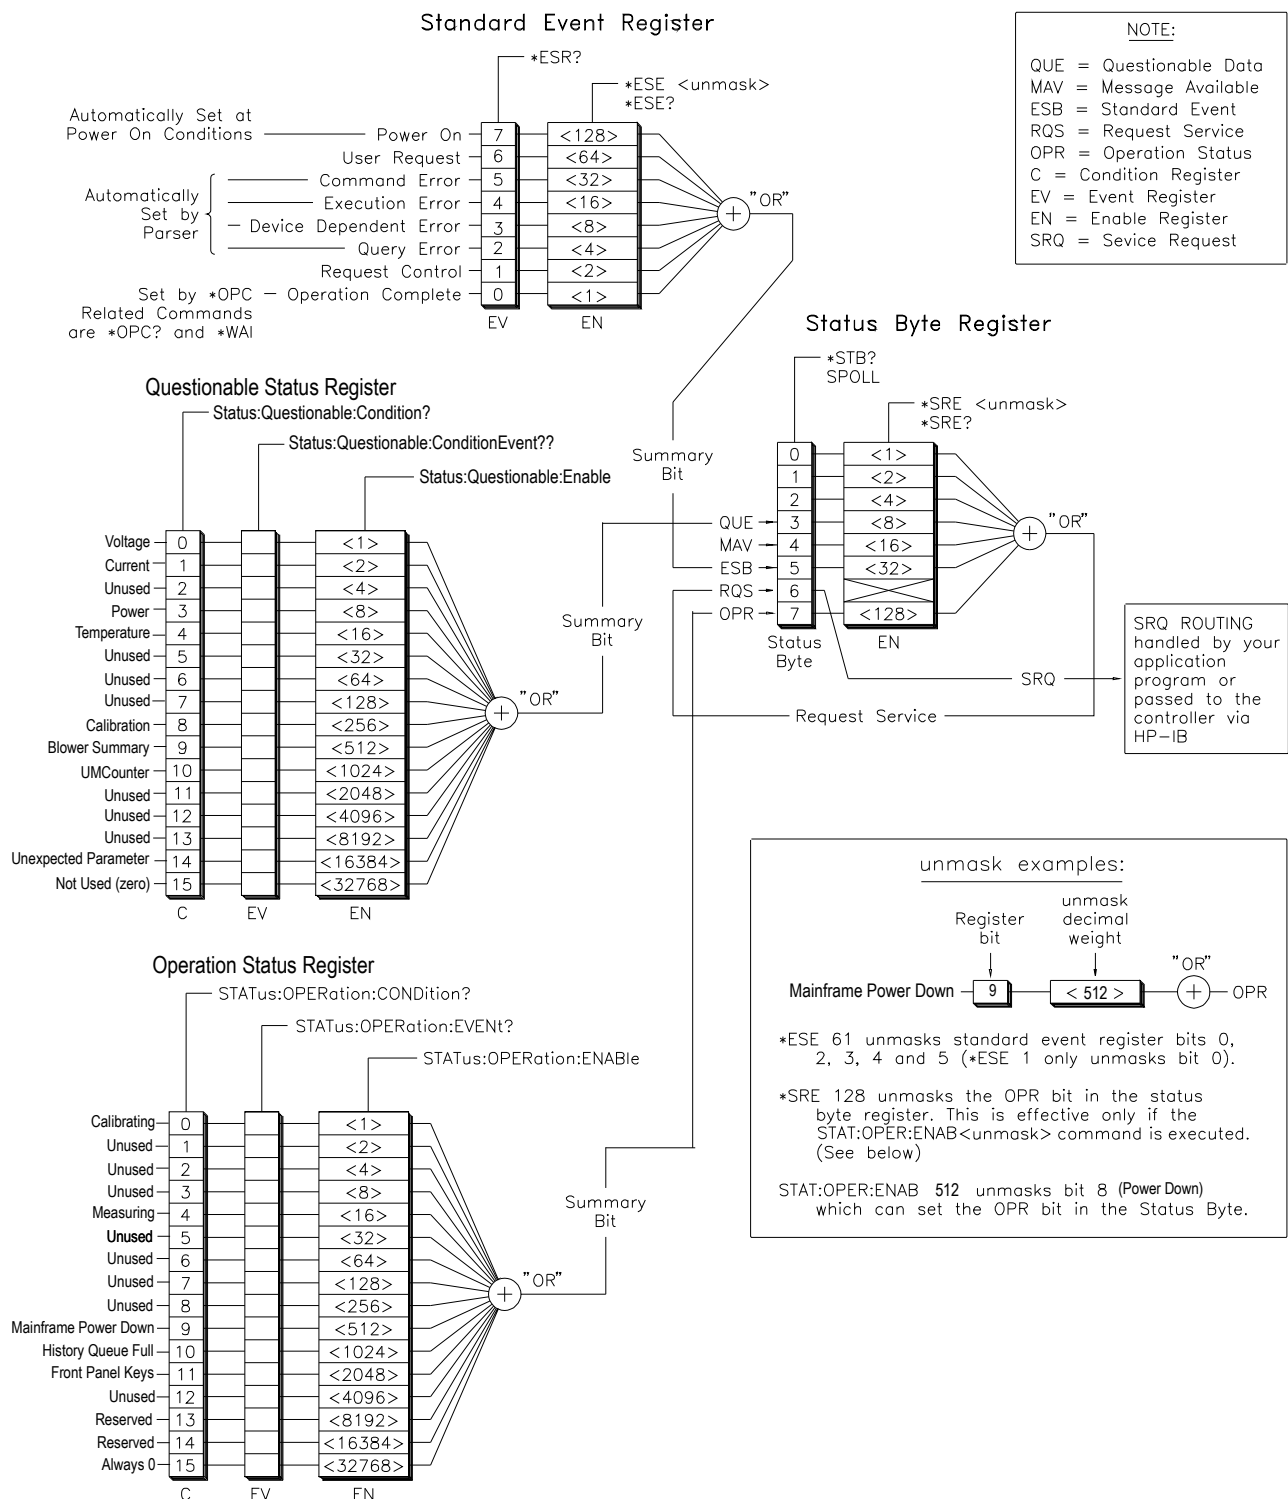 Standard Event Register
*ESR?
*ESE <unmask>
*ESE?
Automatically Set at
Power On Conditions
Power On 7 <128>
User Request 6 <64>
Command Error 5 <32>
Execution Error 4 <16>
Device Dependent Error 3 <8>
Query Error 2 <4>
Request Control 1 <2>
Operation Complete 0 <1>
Automatically
Set by
Parser
Set by *OPC
Related Commands
are *OPC? and *WAI
EV EN
+ "OR"
Summary
Bit
NOTE:
QUE = Questionable Data
MAV = Message Available
ESB = Standard Event
RQS = Request Service
OPR = Operation Status
C = Condition Register
EV = Event Register
EN = Enable Register
SRQ = Sevice Request
Status Byte Register
*STB?
SPOLL
*SRE <unmask>
*SRE?
0 <1>
1 <2>
2 <4>
QUE 3 <8>
MAV 4 <16>
ESB 5 <32>
RQS 6
OPR 7 <128>
Status
Byte
EN
+ "OR"
SRQ
Request Service
SRQ ROUTING
handled by your
application
program or
passed to the
controller via
HP-IB
Questionable Status Register
Status:Questionable:Condition?
Status:Questionable:ConditionEvent??
Status:Questionable:Enable
Voltage 0 <1>
Current 1 <2>
Unused 2 <4>
Power 3 <8>
Temperature 4 <16>
Unused 5 <32>
Unused 6 <64>
Unused 7 <128>
Calibration 8 <256>
Blower Summary 9 <512>
UMCounter 10 <1024>
Unused 11 <2048>
Unused 12 <4096>
Unused 13 <8192>
Unexpected Parameter 14 <16384>
Not Used (zero) 15 <32768>
C EV EN
+ "OR"
Summary
Bit
Operation Status Register
STATus:OPERation:CONDition?
STATus:OPERation:EVENt?
STATus:OPERation:ENABle
Calibrating 0 <1>
Unused 1 <2>
Unused 2 <4>
Unused 3 <8>
Measuring 4 <16>
Unused 5 <32>
Unused 6 <64>
Unused 7 <128>
Unused 8 <256>
Mainframe Power Down 9 <512>
History Queue Full 10 <1024>
Front Panel Keys 11 <2048>
Unused 12 <4096>
Reserved 13 <8192>
Reserved 14 <16384>
Always 0 15 <32768>
C EV EN
+ "OR"
Summary
Bit
unmask examples:
Register
bit
unmask
decimal
weight
Mainframe Power Down 9 < 512 > + "OR" OPR
*ESE 61 unmasks standard event register bits 0,
2, 3, 4 and 5 (*ESE 1 only unmasks bit 0).
*SRE 128 unmasks the OPR bit in the status
byte register. This is effective only if the
STAT:OPER:ENAB<unmask> command is executed.
(See below)
STAT:OPER:ENAB 512 unmasks bit 8 (Power Down)
which can set the OPR bit in the Status Byte.